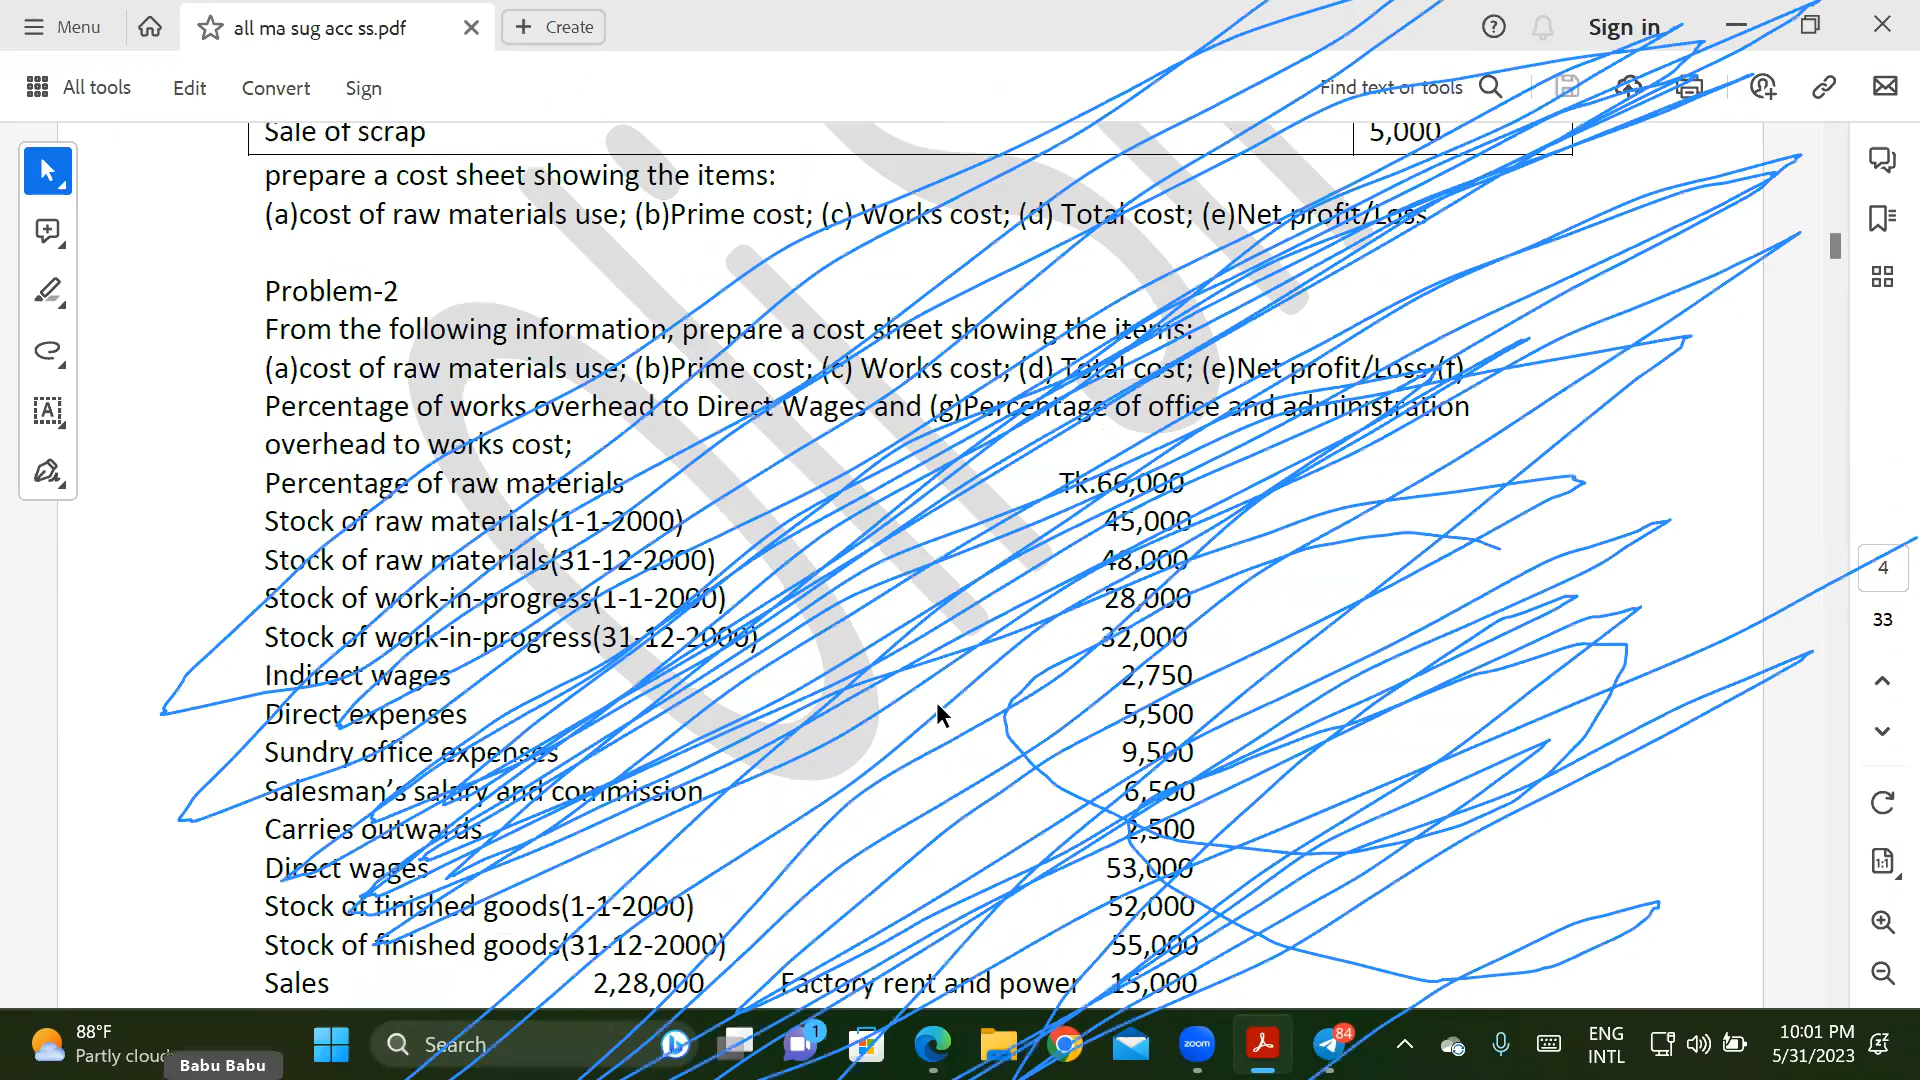 Menu
all ma sug acc ss.pdf
Create
Sign in
All tools
Edit
Convert
Sign
Find text or tools
Sale of scrap 5,000
prepare a cost sheet showing the items:
(a)cost of raw materials use; (b)Prime cost; (c) Works cost; (d) Total cost; (e)Net profit/Loss
Problem-2
From the following information, prepare a cost sheet showing the items:
(a)cost of raw materials use; (b)Prime cost; (c) Works cost; (d) Total cost; (e)Net profit/Loss;(f)
Percentage of works overhead to Direct Wages and (g)Percentage of office and administration
overhead to works cost;
Percentage of raw materials Tk.66,000
Stock of raw materials(1-1-2000) 45,000
Stock of raw materials(31-12-2000) 48,000
Stock of work-in-progress(1-1-2000) 28,000
Stock of work-in-progress(31-12-2000) 32,000
Indirect wages 2,750
Direct expenses 5,500
Sundry office expenses 9,500
Salesman's salary and commission 6,500
Carries outwards 2,500
Direct wages 53,000
Stock of finished goods(1-1-2000) 52,000
Stock of finished goods(31-12-2000) 55,000
Sales 2,28,000 Factory rent and power 15,000
4
33
1:1
88°F
Partly cloudy
Babu Babu
Search
1
zoom
84
ENG
INTL
10:01 PM
5/31/2023